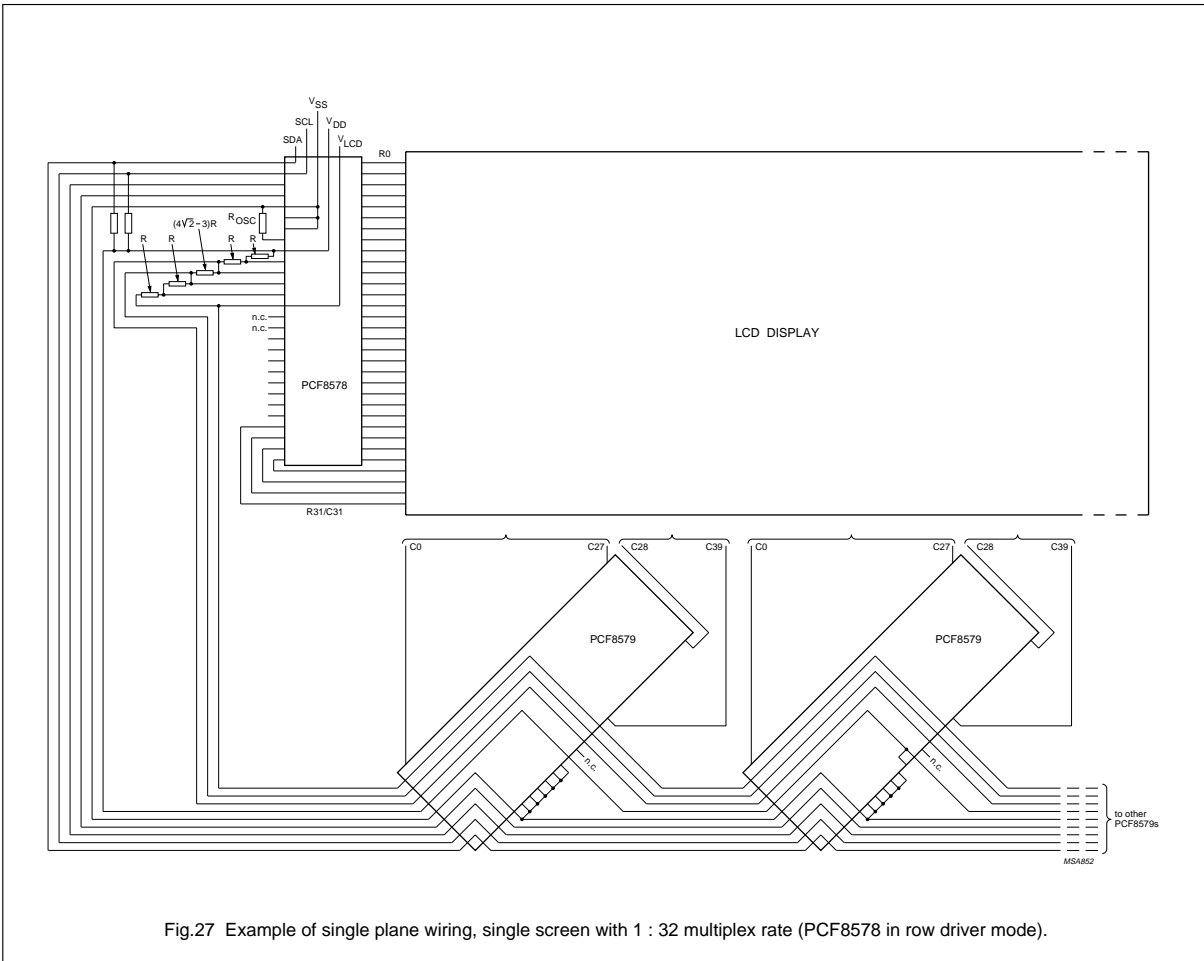 VSS
SCL
VDD
SDA
VLCD
R0
(4√2−3)R
ROSC
R
R
R
R
n.c.
n.c.
LCD DISPLAY
PCF8578
R31/C31
C0
C27
C28
C39
C0
C27
C28
C39
PCF8579
PCF8579
n.c.
n.c.
to other
PCF8579s
MSA852
Fig.27 Example of single plane wiring, single screen with 1 : 32 multiplex rate (PCF8578 in row driver mode).